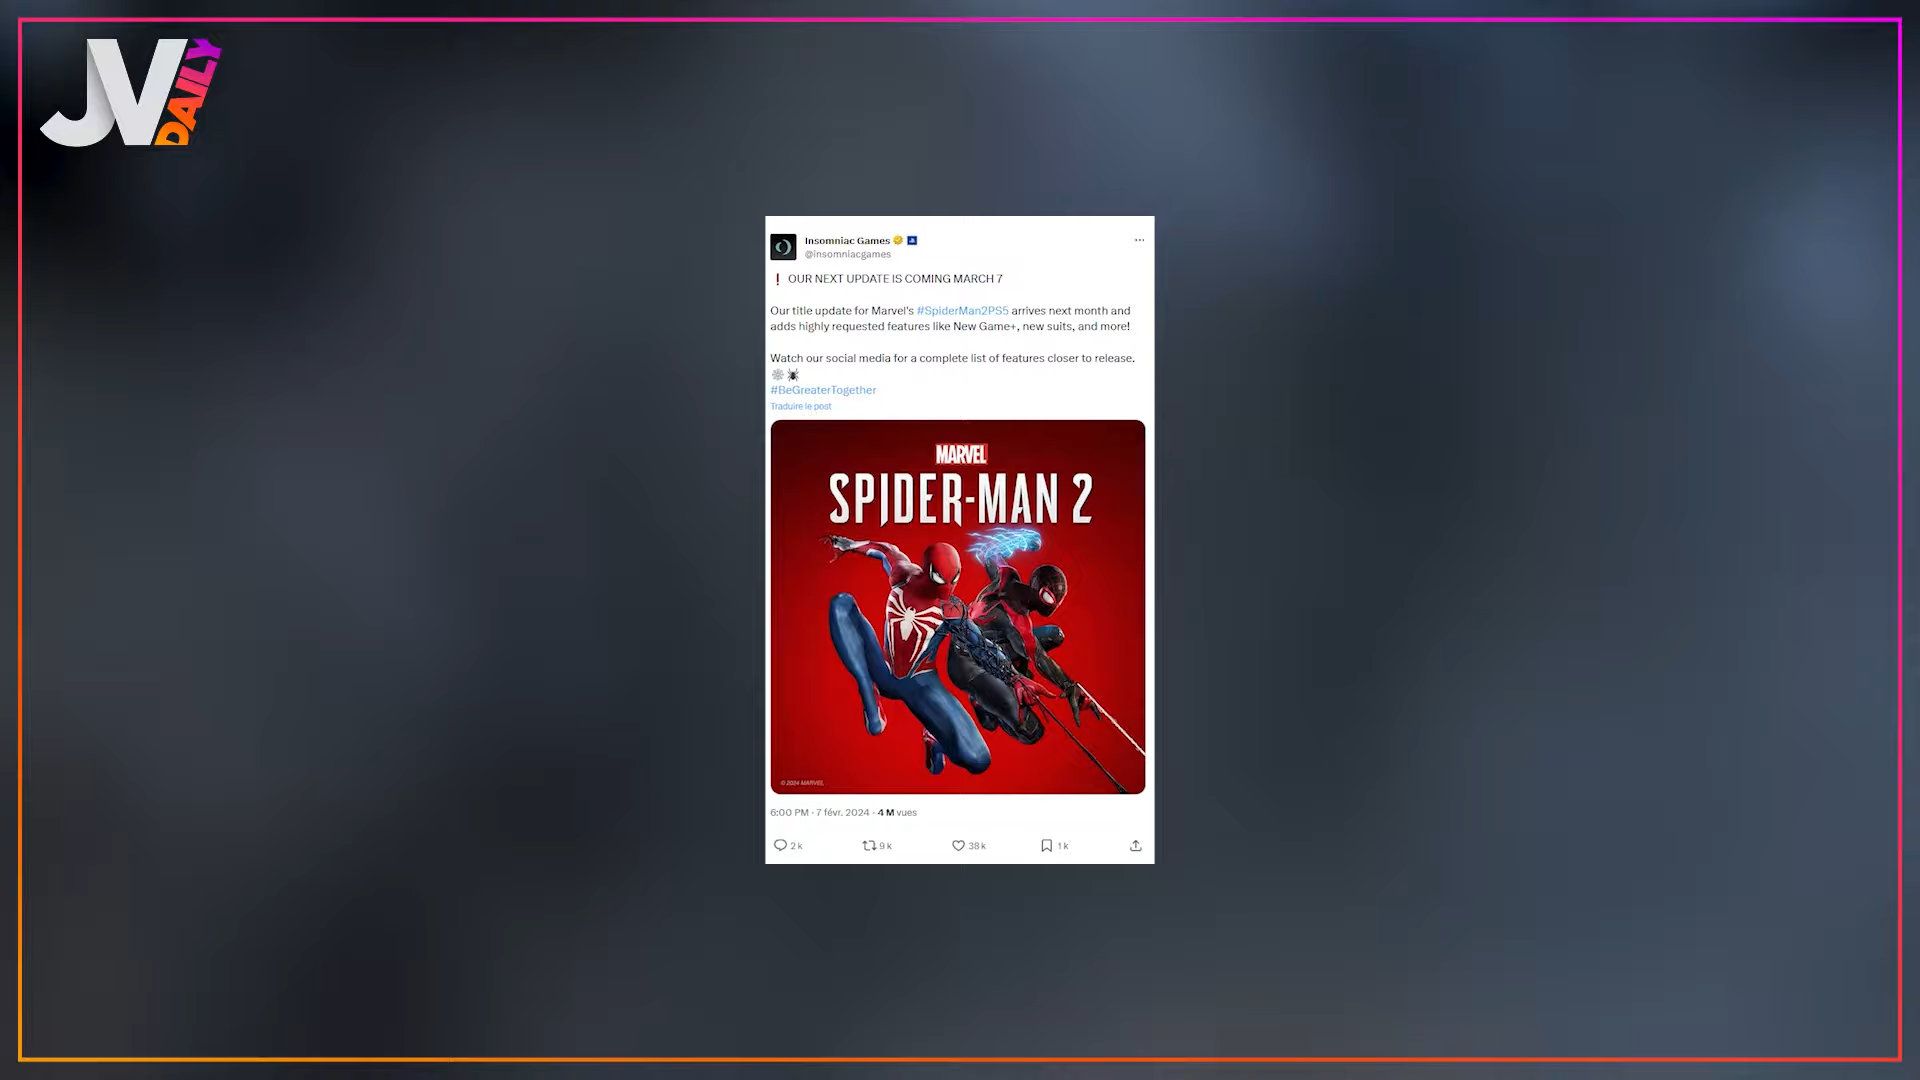 JV
DAILY
Insomniac Games
@insomniacgames
❗ OUR NEXT UPDATE IS COMING MARCH 7
Our title update for Marvel's #SpiderMan2PS5 arrives next month and
adds highly requested features like New Game+, new suits, and more!
Watch our social media for a complete list of features closer to release.
🕸️🕷️
#BeGreaterTogether
Traduire le post
MARVEL
SPIDER-MAN 2
© 2024 MARVEL
6:00 PM · 7 févr. 2024 · 4 M vues
2 k 9 k 38 k 1 k